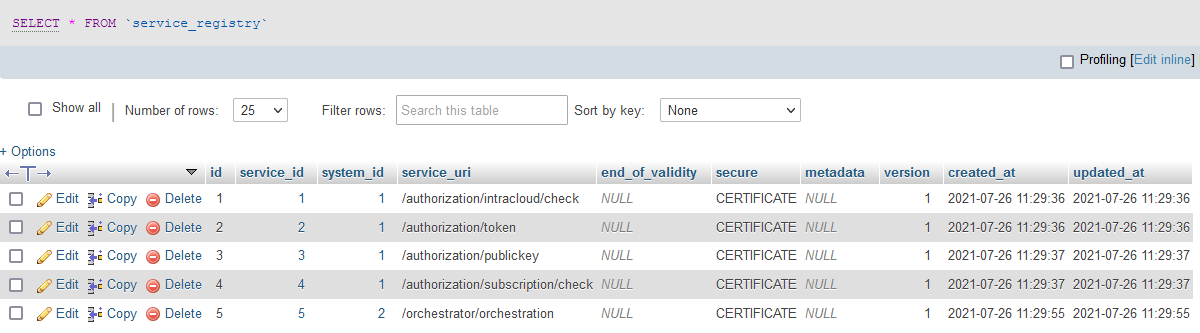 SELECT * FROM `service_registry`
Profiling [Edit inline]
Show all | Number of rows: 25 Filter rows: Search this table Sort by key: None
+ Options
←T→ id service_id system_id service_uri end_of_validity secure metadata version created_at updated_at
Edit Copy Delete 1 1 1 /authorization/intracloud/check NULL CERTIFICATE NULL 1 2021-07-26 11:29:36 2021-07-26 11:29:36
Edit Copy Delete 2 2 1 /authorization/token NULL CERTIFICATE NULL 1 2021-07-26 11:29:36 2021-07-26 11:29:36
Edit Copy Delete 3 3 1 /authorization/publickey NULL CERTIFICATE NULL 1 2021-07-26 11:29:37 2021-07-26 11:29:37
Edit Copy Delete 4 4 1 /authorization/subscription/check NULL CERTIFICATE NULL 1 2021-07-26 11:29:37 2021-07-26 11:29:37
Edit Copy Delete 5 5 2 /orchestrator/orchestration NULL CERTIFICATE NULL 1 2021-07-26 11:29:55 2021-07-26 11:29:55